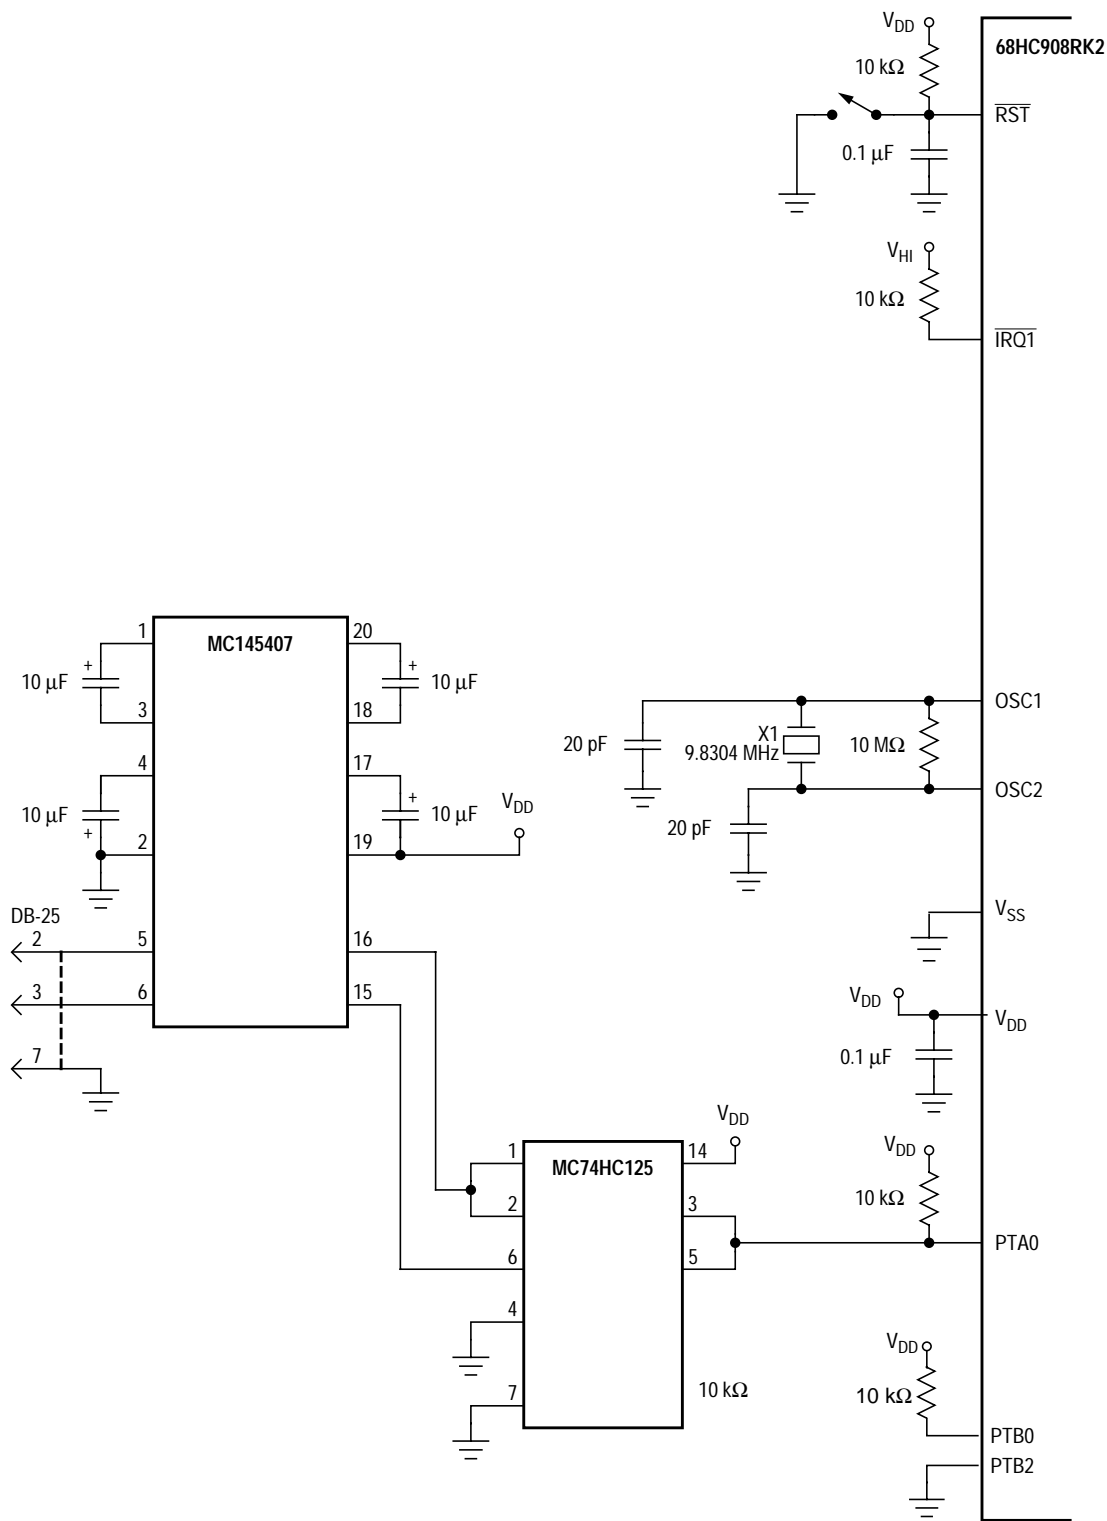 V_DD
68HC908RK2
10 kΩ
RST
0.1 μF
V_HI
10 kΩ
IRQ1
MC145407
1
20
+
+
10 μF
10 μF
3
18
4
17
+
10 μF
10 μF
V_DD
+
2
19
OSC1
X1
9.8304 MHz
20 pF
10 MΩ
OSC2
20 pF
V_SS
DB-25
2
5
16
3
6
15
V_DD
V_DD
7
0.1 μF
MC74HC125
V_DD
1
14
V_DD
2
3
10 kΩ
6
5
PTA0
4
V_DD
7
10 kΩ
10 kΩ
PTB0
PTB2